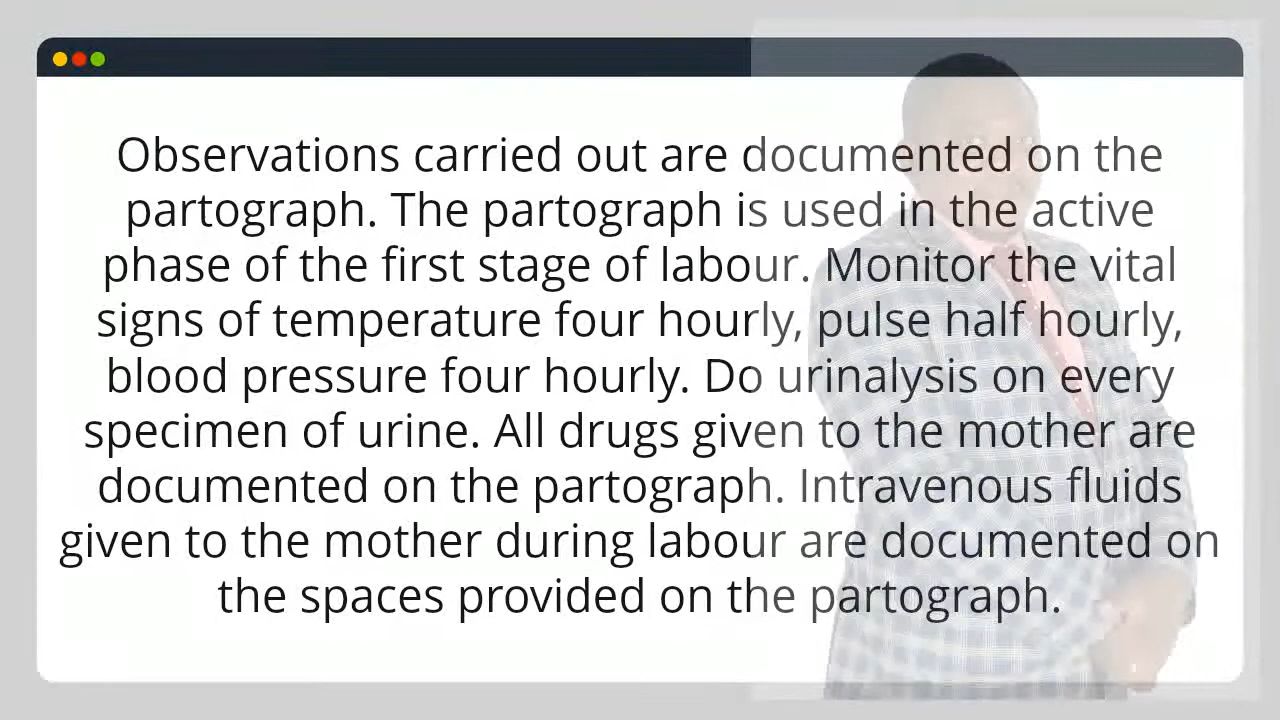 Observations carried out are documented on the
partograph. The partograph is used in the active
phase of the first stage of labour. Monitor the vital
signs of temperature four hourly, pulse half hourly,
blood pressure four hourly. Do urinalysis on every
specimen of urine. All drugs given to the mother are
documented on the partograph. Intravenous fluids
given to the mother during labour are documented on
the spaces provided on the partograph.